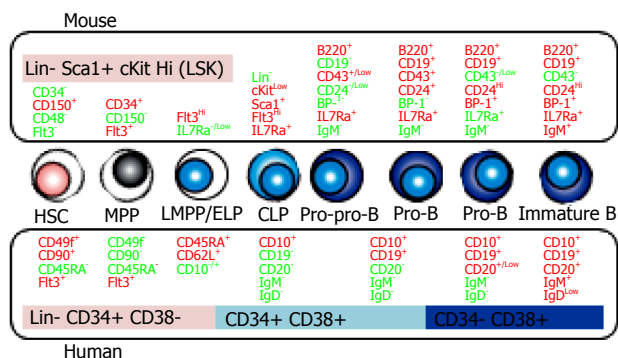 Mouse
Lin- Sca1+ cKit Hi (LSK)
CD34⁻
CD150⁺
CD48⁻
Flt3⁻
CD34⁺
CD150⁻
Flt3⁺
Flt3ᴴⁱ
IL7Ra⁻/ᴸᵒʷ
Lin⁻
cKitᴸᵒʷ
Sca1⁺
Flt3ᴴⁱ
IL7Ra⁺
B220⁺
CD19⁻
CD43⁺/ᴸᵒʷ
CD24⁻/ᴸᵒʷ
BP-¹⁻
IL7Ra⁺
IgM⁻
B220⁺
CD19⁺
CD43⁺
CD24⁺
BP-1⁻
IL7Ra⁺
IgM⁻
B220⁺
CD19⁺
CD43⁻/ᴸᵒʷ
CD24ᴴⁱ
BP-1⁺
IL7Ra⁺
IgM⁻
B220⁺
CD19⁺
CD43⁻
CD24ᴴⁱ
BP-1⁺
IL7Ra⁺
IgM⁺
HSC MPP LMPP/ELP CLP Pro-pro-B Pro-B Pro-B Immature B
CD49f⁺
CD90⁺
CD45RA⁻
Flt3⁺
CD49f⁻
CD90⁻
CD45RA⁻
Flt3⁺
CD45RA⁺
CD62L⁺
CD10⁻/⁺
CD10⁺
CD19⁻
CD20⁻
IgM⁻
IgD⁻
CD10⁺
CD19⁺
CD20⁻
IgM⁻
IgD⁻
CD10⁺
CD19⁺
CD20⁺/ᴸᵒʷ
IgM⁻
IgD⁻
CD10⁺
CD19⁺
CD20⁺
IgM⁺
IgDᴸᵒʷ
Lin- CD34+ CD38- CD34+ CD38+ CD34- CD38+
Human